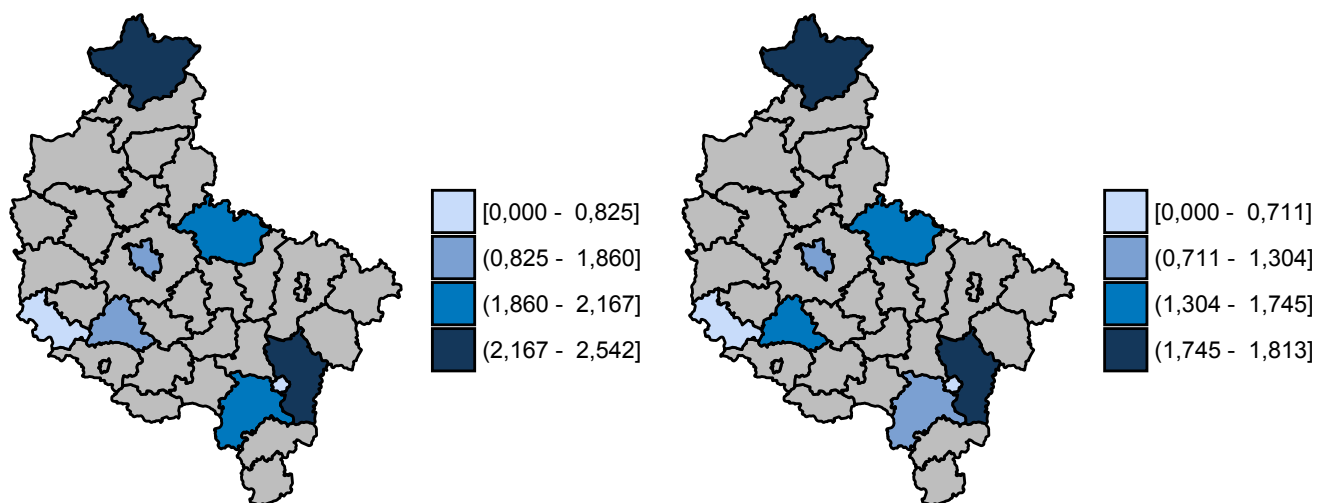 [0,000 - 0,825]
(0,825 - 1,860]
(1,860 - 2,167]
(2,167 - 2,542]
[0,000 - 0,711]
(0,711 - 1,304]
(1,304 - 1,745]
(1,745 - 1,813]